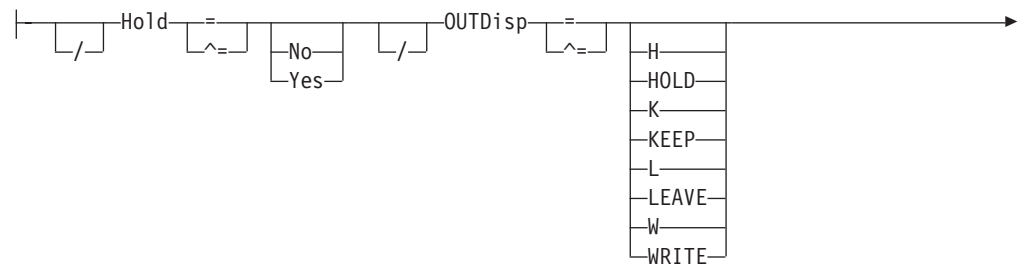 Hold = OUTDisp =
/ ^= No / ^= H
Yes HOLD
K
KEEP
L
LEAVE
W
WRITE